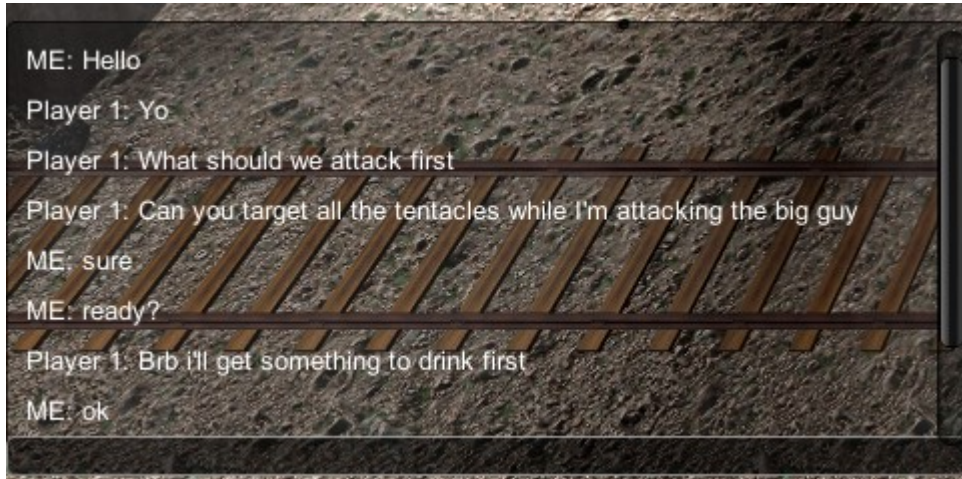 ME: Hello
Player 1: Yo
Player 1: What should we attack first
Player 1: Can you target all the tentacles while I'm attacking the big guy
ME: sure
ME: ready?
Player 1: Brb i'll get something to drink first
ME: ok